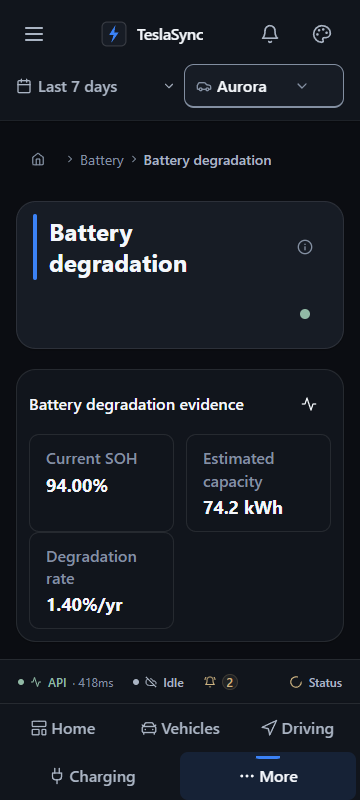 TeslaSync
Last 7 days
Aurora
Battery
Battery degradation
Battery
degradation
Battery degradation evidence
Current SOH
94.00%
Estimated
capacity
74.2 kWh
Degradation
rate
1.40%/yr
API · 418ms
Idle
2
Status
Home
Vehicles
Driving
Charging
More